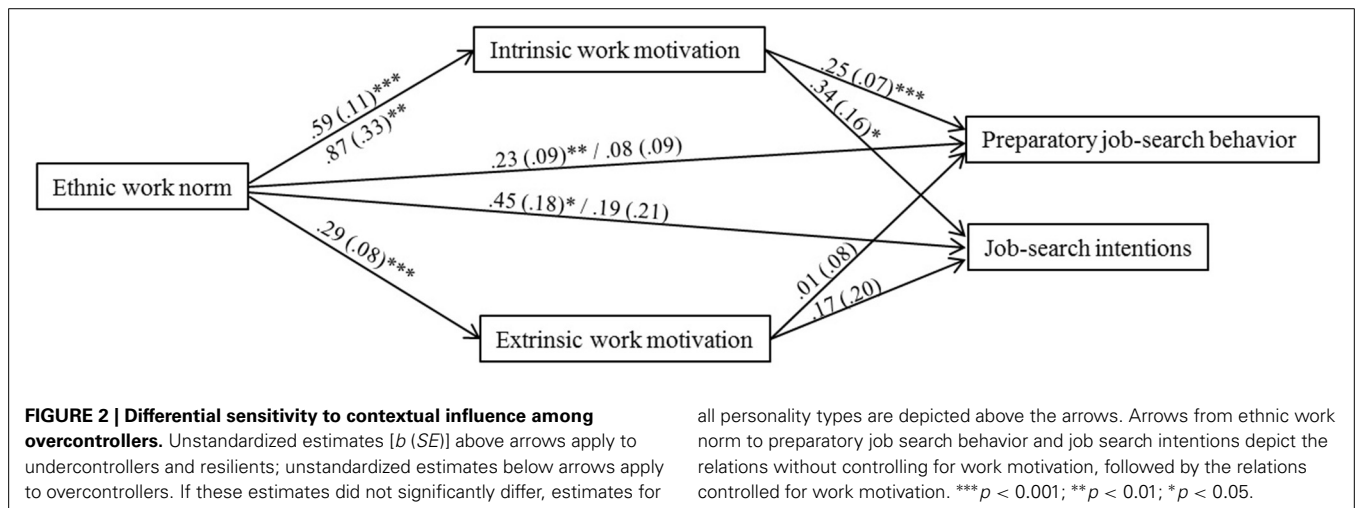 Intrinsic work motivation
.59 (.11)***
.87 (.33)**
.25 (.07)***
.34 (.16)*
Preparatory job-search behavior
.23 (.09)** / .08 (.09)
Ethnic work norm
.45 (.18)* / .19 (.21)
Job-search intentions
.29 (.08)***
.01 (.08)
.17 (.20)
Extrinsic work motivation
FIGURE 2 | Differential sensitivity to contextual influence among
overcontrollers. Unstandardized estimates [b (SE)] above arrows apply to
undercontrollers and resilients; unstandardized estimates below arrows apply
to overcontrollers. If these estimates did not significantly differ, estimates for
all personality types are depicted above the arrows. Arrows from ethnic work
norm to preparatory job search behavior and job search intentions depict the
relations without controlling for work motivation, followed by the relations
controlled for work motivation. ***p < 0.001; **p < 0.01; *p < 0.05.